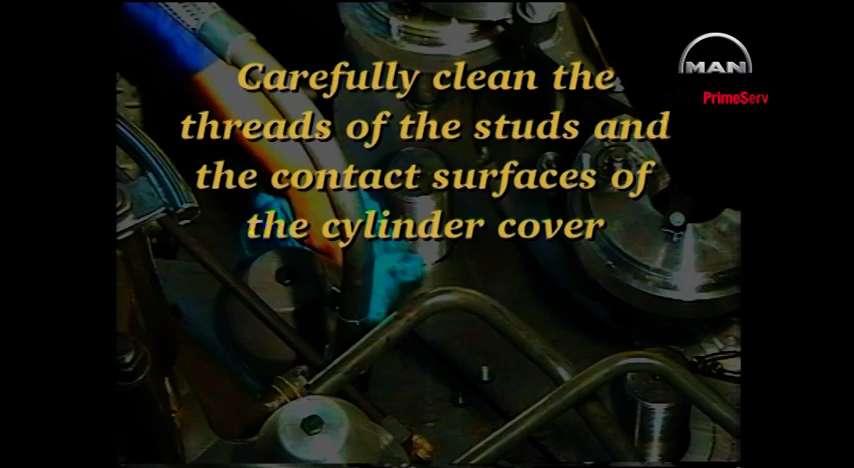 Carefully clean the
threads of the studs and
the contact surfaces of
the cylinder cover
MAN
PrimeServ